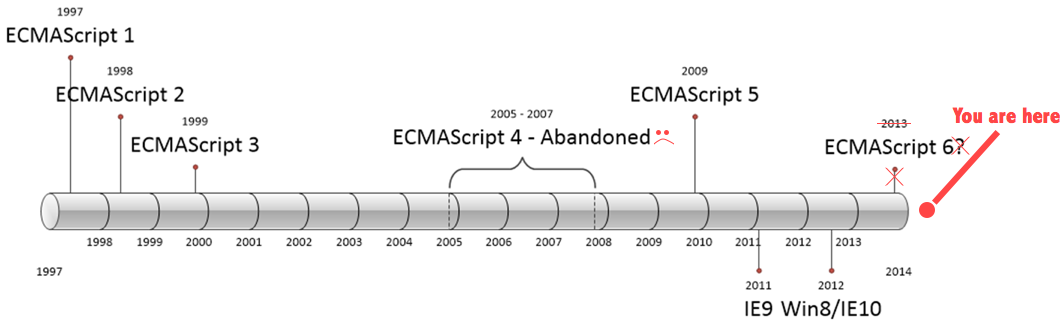 1997
ECMAScript 1
1998
ECMAScript 2
1999
ECMAScript 3
2005 - 2007
ECMAScript 4 - Abandoned
2009
ECMAScript 5
2013
ECMAScript 6?
You are here
1998 1999 2000 2001 2002 2003 2004 2005 2006 2007 2008 2009 2010 2011 2012 2013
1997
2014
2011
IE9
2012
Win8/IE10